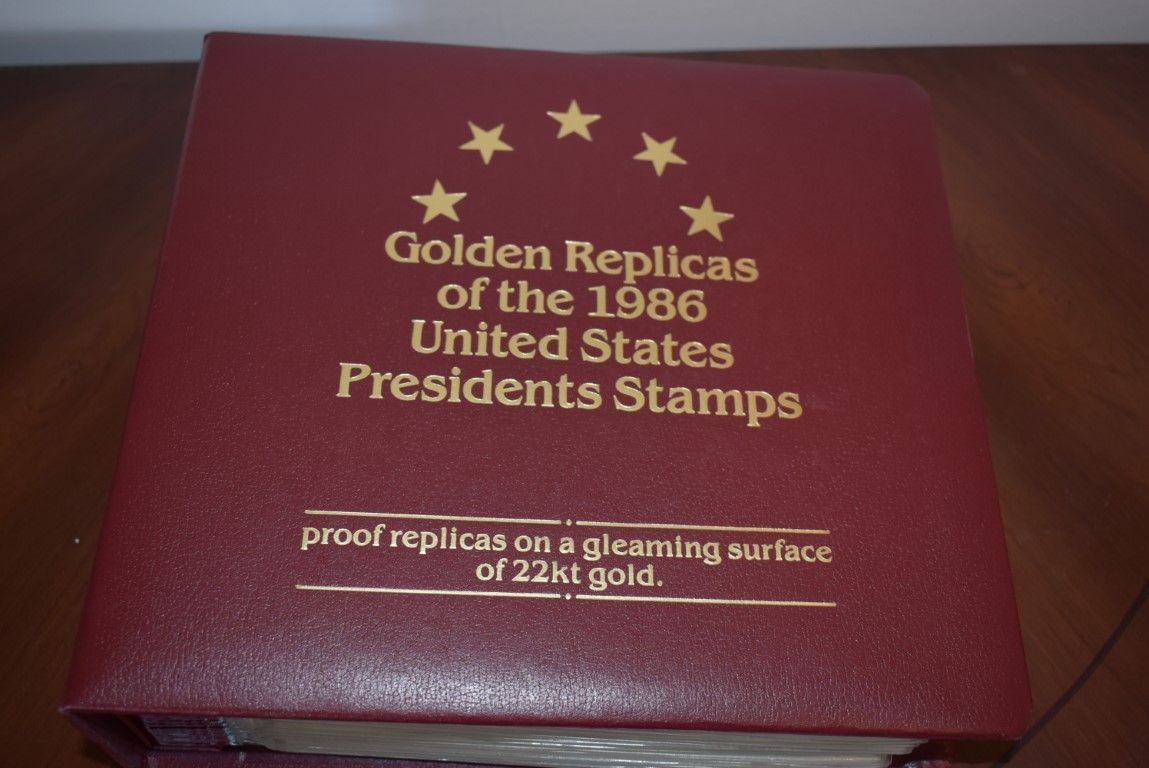 Golden Replicas
of the 1986
United States
Presidents Stamps
proof replicas on a gleaming surface
of 22kt gold.